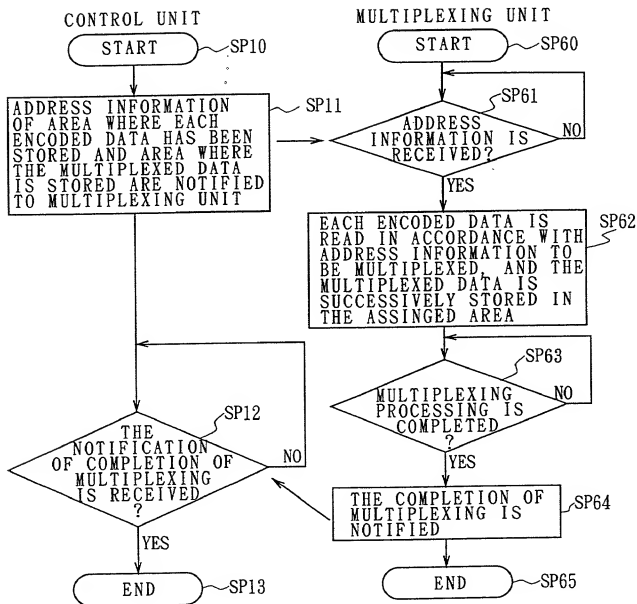 CONTROL UNIT
START
SP10
ADDRESS INFORMATION
OF AREA WHERE EACH
ENCODED DATA HAS BEEN
STORED AND AREA WHERE
THE MULTIPLEXED DATA
IS STORED ARE NOTIFIED
TO MULTIPLEXING UNIT
SP11
THE
NOTIFICATION
OF COMPLETION OF
MULTIPLEXING
IS RECEIVED
?
SP12
NO
YES
END
SP13
MULTIPLEXING UNIT
START
SP60
ADDRESS
INFORMATION IS
RECEIVED?
SP61
NO
YES
EACH ENCODED DATA IS
READ IN ACCORDANCE WITH
ADDRESS INFORMATION TO
BE MULTIPLEXED, AND THE
MULTIPLEXED DATA IS
SUCCESSIVELY STORED IN
THE ASSINGED AREA
SP62
MULTIPLEXING
PROCESSING IS
COMPLETED
?
SP63
NO
YES
THE COMPLETION OF
MULTIPLEXING IS
NOTIFIED
SP64
END
SP65